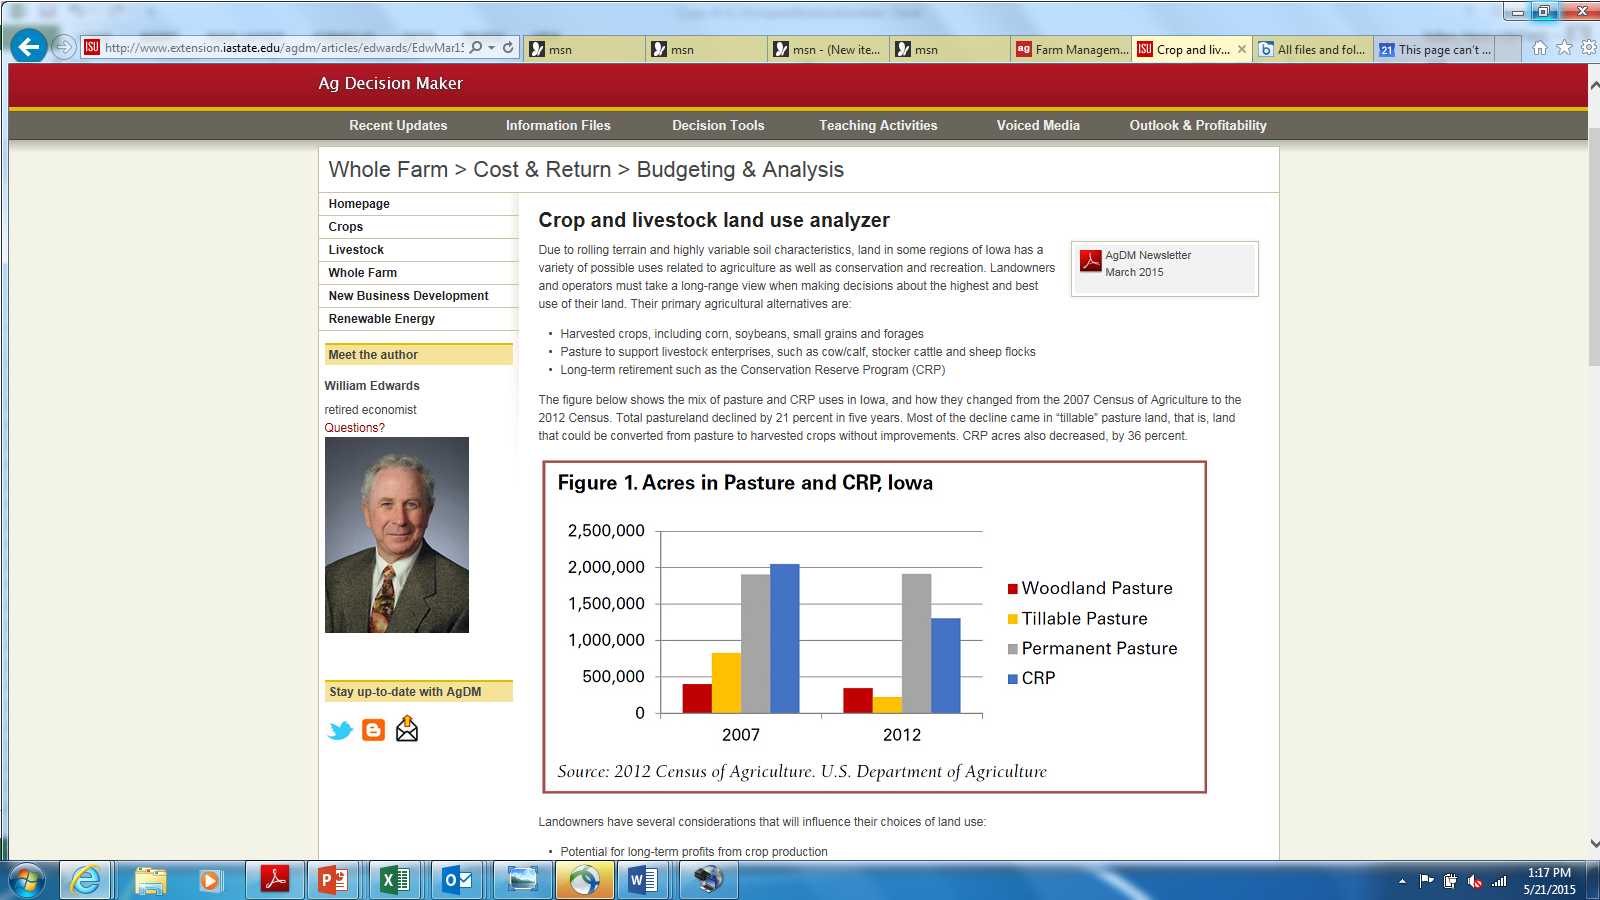 http://www.extension.iastate.edu/agdm/articles/edwards/EdwMar15
msn
msn
msn - (New ite...
msn
Farm Managem...
Crop and liv...
All files and fol...
This page can't ...
Ag Decision Maker
Recent Updates
Information Files
Decision Tools
Teaching Activities
Voiced Media
Outlook & Profitability
Whole Farm > Cost & Return > Budgeting & Analysis
Homepage
Crops
Livestock
Whole Farm
New Business Development
Renewable Energy
Meet the author
William Edwards
retired economist
Questions?
Stay up-to-date with AgDM
Crop and livestock land use analyzer
Due to rolling terrain and highly variable soil characteristics, land in some regions of Iowa has a
variety of possible uses related to agriculture as well as conservation and recreation. Landowners
and operators must take a long-range view when making decisions about the highest and best
use of their land. Their primary agricultural alternatives are:
AgDM Newsletter
March 2015
• Harvested crops, including corn, soybeans, small grains and forages
• Pasture to support livestock enterprises, such as cow/calf, stocker cattle and sheep flocks
• Long-term retirement such as the Conservation Reserve Program (CRP)
The figure below shows the mix of pasture and CRP uses in Iowa, and how they changed from the 2007 Census of Agriculture to the
2012 Census. Total pastureland declined by 21 percent in five years. Most of the decline came in “tillable” pasture land, that is, land
that could be converted from pasture to harvested crops without improvements. CRP acres also decreased, by 36 percent.
Figure 1. Acres in Pasture and CRP, Iowa
2,500,000
2,000,000
1,500,000
1,000,000
500,000
0
2007
2012
Woodland Pasture
Tillable Pasture
Permanent Pasture
CRP
Source: 2012 Census of Agriculture. U.S. Department of Agriculture
Landowners have several considerations that will influence their choices of land use:
• Potential for long-term profits from crop production
1:17 PM
5/21/2015